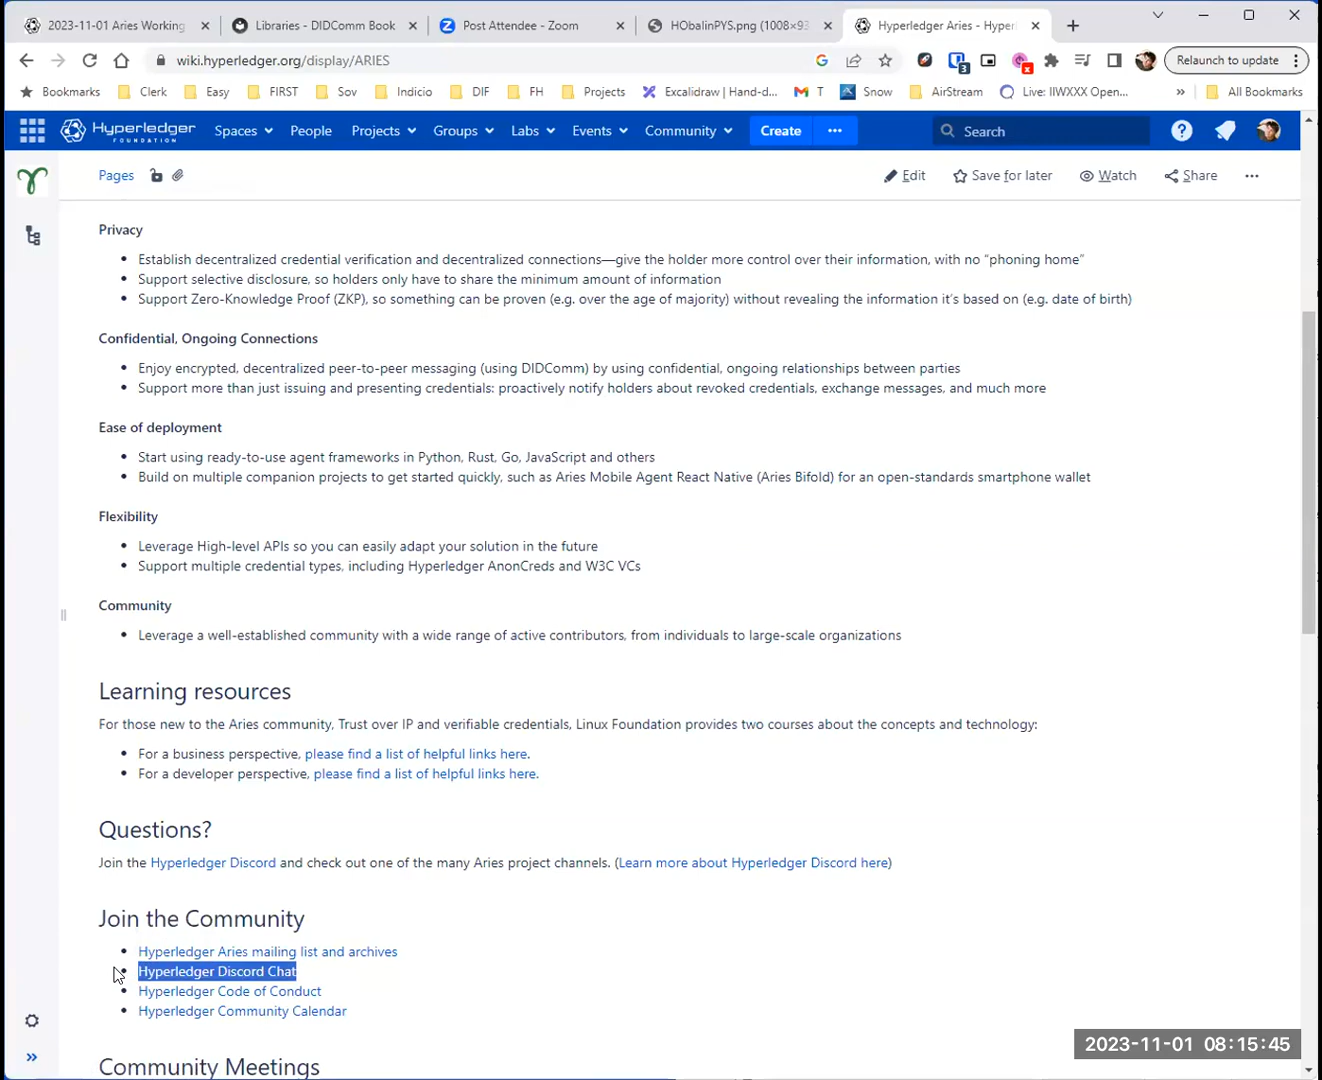 2023-11-01 Aries Working
Libraries - DIDComm Book
Post Attendee - Zoom
HObalinPYS.png (1008×93
Hyperledger Aries - Hyper
wiki.hyperledger.org/display/ARIES
3
Relaunch to update
Bookmarks
Clerk
Easy
FIRST
Sov
Indicio
DIF
FH
Projects
Excalidraw | Hand-d...
T
Snow
AirStream
Live: IIWXXX Open...
»
All Bookmarks
Hyperledger
FOUNDATION
Spaces
People
Projects
Groups
Labs
Events
Community
Create
Search
Pages
Edit
Save for later
Watch
Share
Privacy
• Establish decentralized credential verification and decentralized connections—give the holder more control over their information, with no “phoning home”
• Support selective disclosure, so holders only have to share the minimum amount of information
• Support Zero-Knowledge Proof (ZKP), so something can be proven (e.g. over the age of majority) without revealing the information it’s based on (e.g. date of birth)
Confidential, Ongoing Connections
• Enjoy encrypted, decentralized peer-to-peer messaging (using DIDComm) by using confidential, ongoing relationships between parties
• Support more than just issuing and presenting credentials: proactively notify holders about revoked credentials, exchange messages, and much more
Ease of deployment
• Start using ready-to-use agent frameworks in Python, Rust, Go, JavaScript and others
• Build on multiple companion projects to get started quickly, such as Aries Mobile Agent React Native (Aries Bifold) for an open-standards smartphone wallet
Flexibility
• Leverage High-level APIs so you can easily adapt your solution in the future
• Support multiple credential types, including Hyperledger AnonCreds and W3C VCs
Community
• Leverage a well-established community with a wide range of active contributors, from individuals to large-scale organizations
Learning resources
For those new to the Aries community, Trust over IP and verifiable credentials, Linux Foundation provides two courses about the concepts and technology:
• For a business perspective, please find a list of helpful links here.
• For a developer perspective, please find a list of helpful links here.
Questions?
Join the Hyperledger Discord and check out one of the many Aries project channels. (Learn more about Hyperledger Discord here)
Join the Community
• Hyperledger Aries mailing list and archives
• Hyperledger Discord Chat
• Hyperledger Code of Conduct
• Hyperledger Community Calendar
Community Meetings
2023-11-01 08:15:45